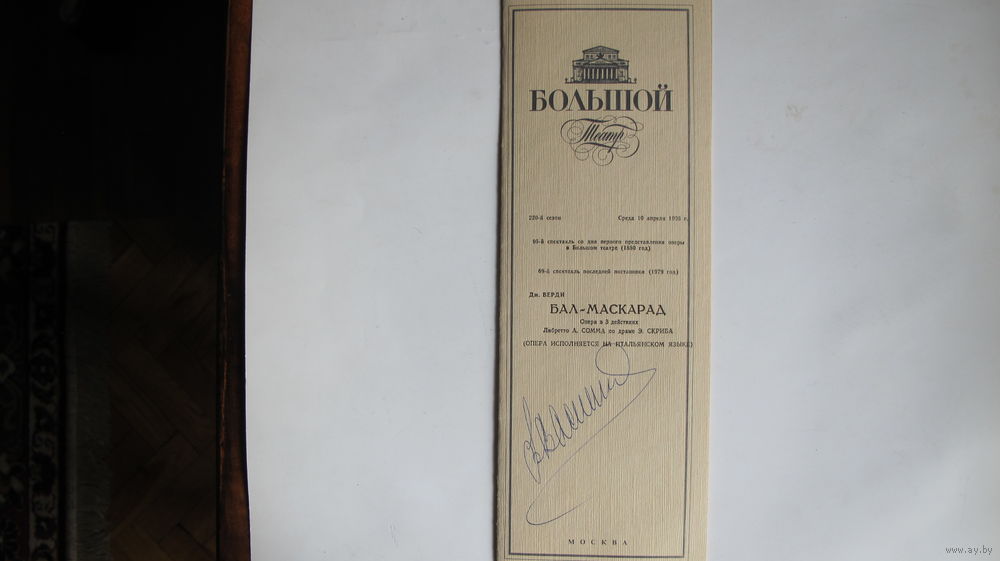 БОЛЬШОЙ
Театр
220-й сезон Среда 10 апреля 1996 г.
спектакль со дня первого представления оперы
в Большом театре (1880 год)
спектакль последней постановки (1979 год)
Дж. ВЕРДИ
БАЛ-МАСКАРАД
Опера в 3 действиях
Либретто А. СОММА по драме Э. СКРИБА
(ОПЕРА ИСПОЛНЯЕТСЯ НА ИТАЛЬЯНСКОМ ЯЗЫКЕ)
МОСКВА
www.ay.by